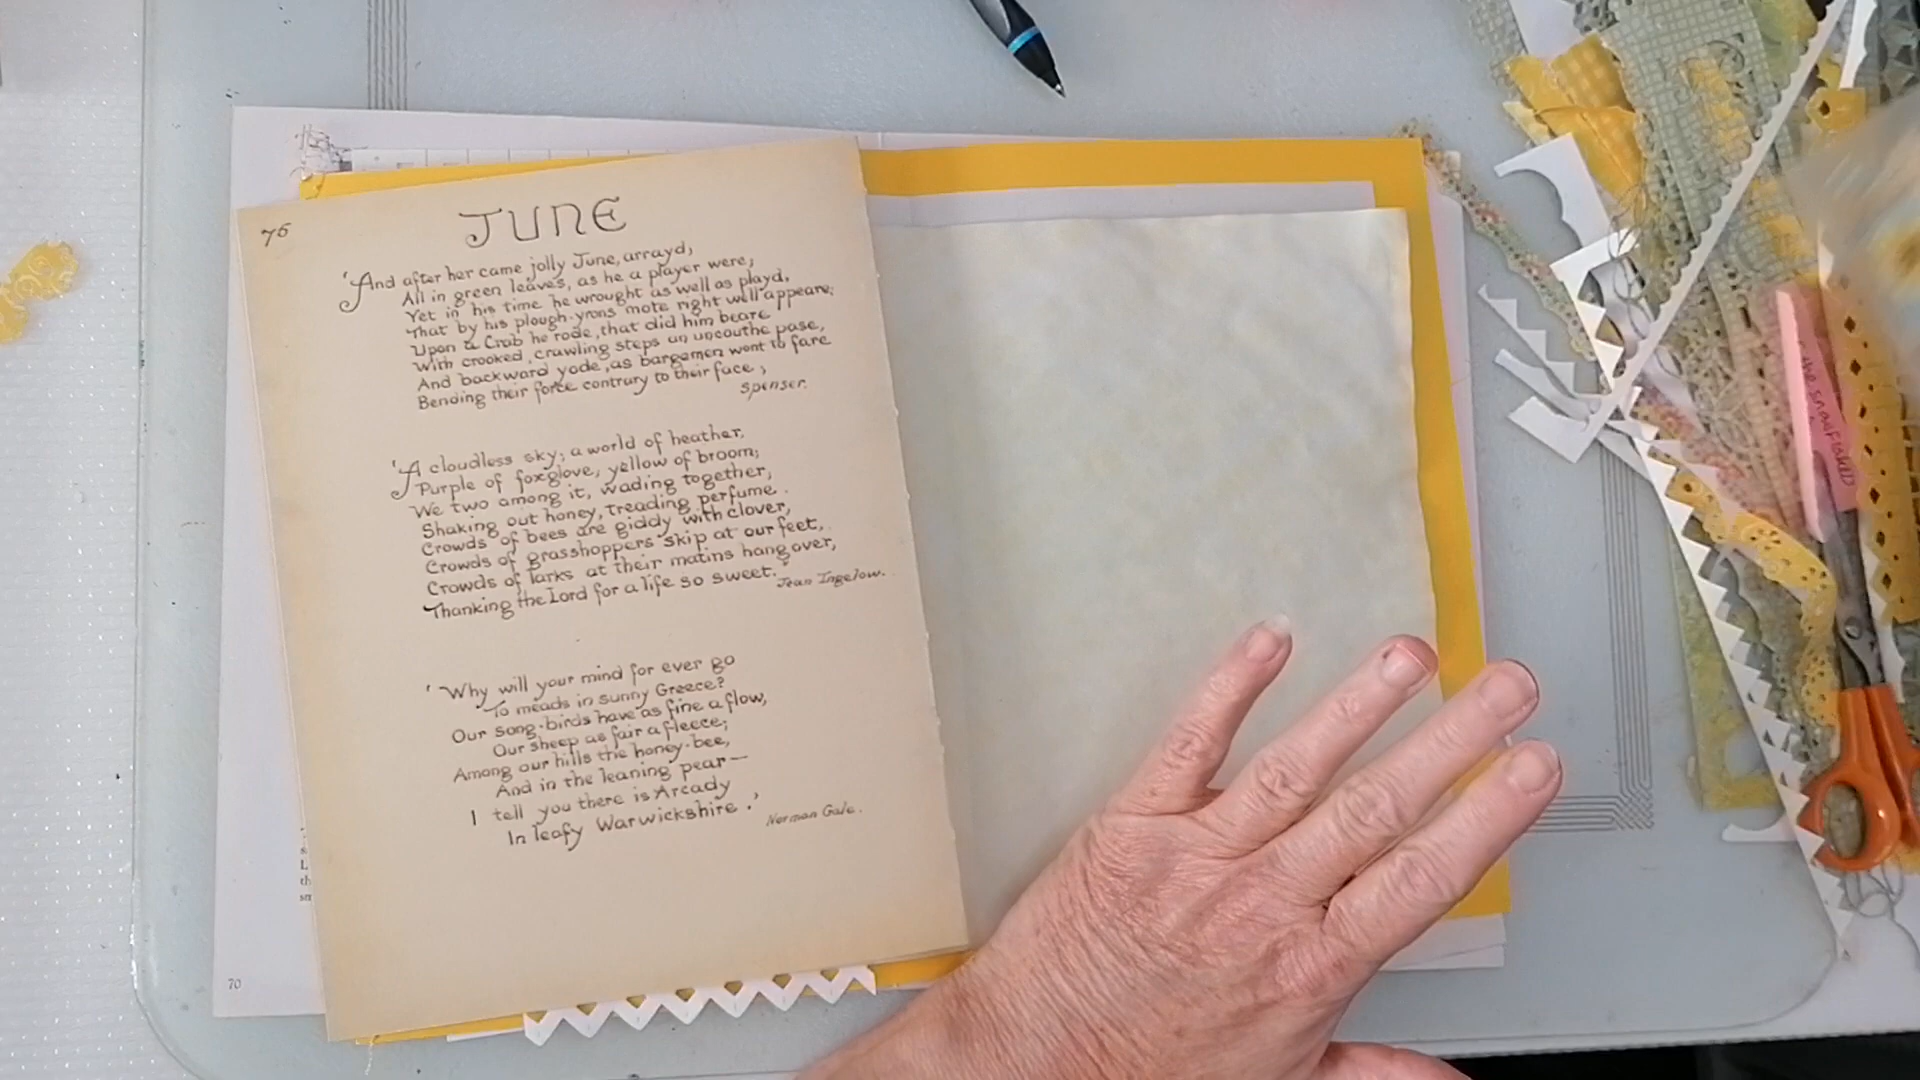 76
JUNE
'And after her came jolly June, arrayd,
All in green leaves, as he a player were;
Yet in his time he wrought as well as playd,
That by his plough-yrons mote right well appeare;
Upon a Crab he rode, that did him beare
With crooked, crawling steps an uncouthe pase,
And backward yode, as bargemen wont to fare
Bending their force contrary to their face,
Spenser.
'A cloudless sky; a world of heather,
Purple of foxglove, yellow of broom;
We two among it, wading together,
Shaking out honey, treading perfume.
Crowds of bees are giddy with clover,
Crowds of grasshoppers skip at our feet,
Crowds of larks at their matins hang over,
Thanking the Lord for a life so sweet.'
Jean Ingelow.
'Why will your mind for ever go
To meads in sunny Greece?
Our song-birds have as fine a flow,
Our sheep as fair a fleece;
Among our hills the honey-bee,
And in the leaning pear—
I tell you there is Arcady
In leafy Warwickshire.'
Norman Gale.
70